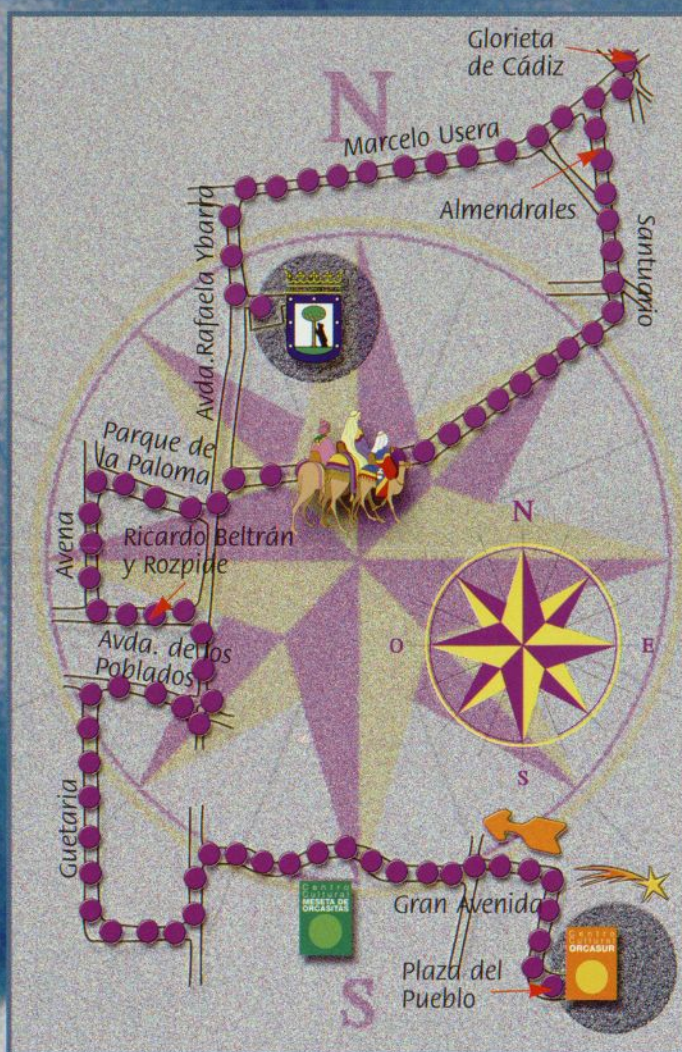 Glorieta
de Cádiz
N
Marcelo Usera
Almendrales
Santuario
Avda.Rafaela Ybarra
Parque de
la Paloma
Avena
Ricardo Beltrán
y Rozpide
N
O
E
S
Avda. de los
Poblados
Guetaria
Centro
Cultural
MESETA DE
ORCASITAS
Gran Avenida
Centro
Cultural
ORCASUR
Plaza del
Pueblo
S